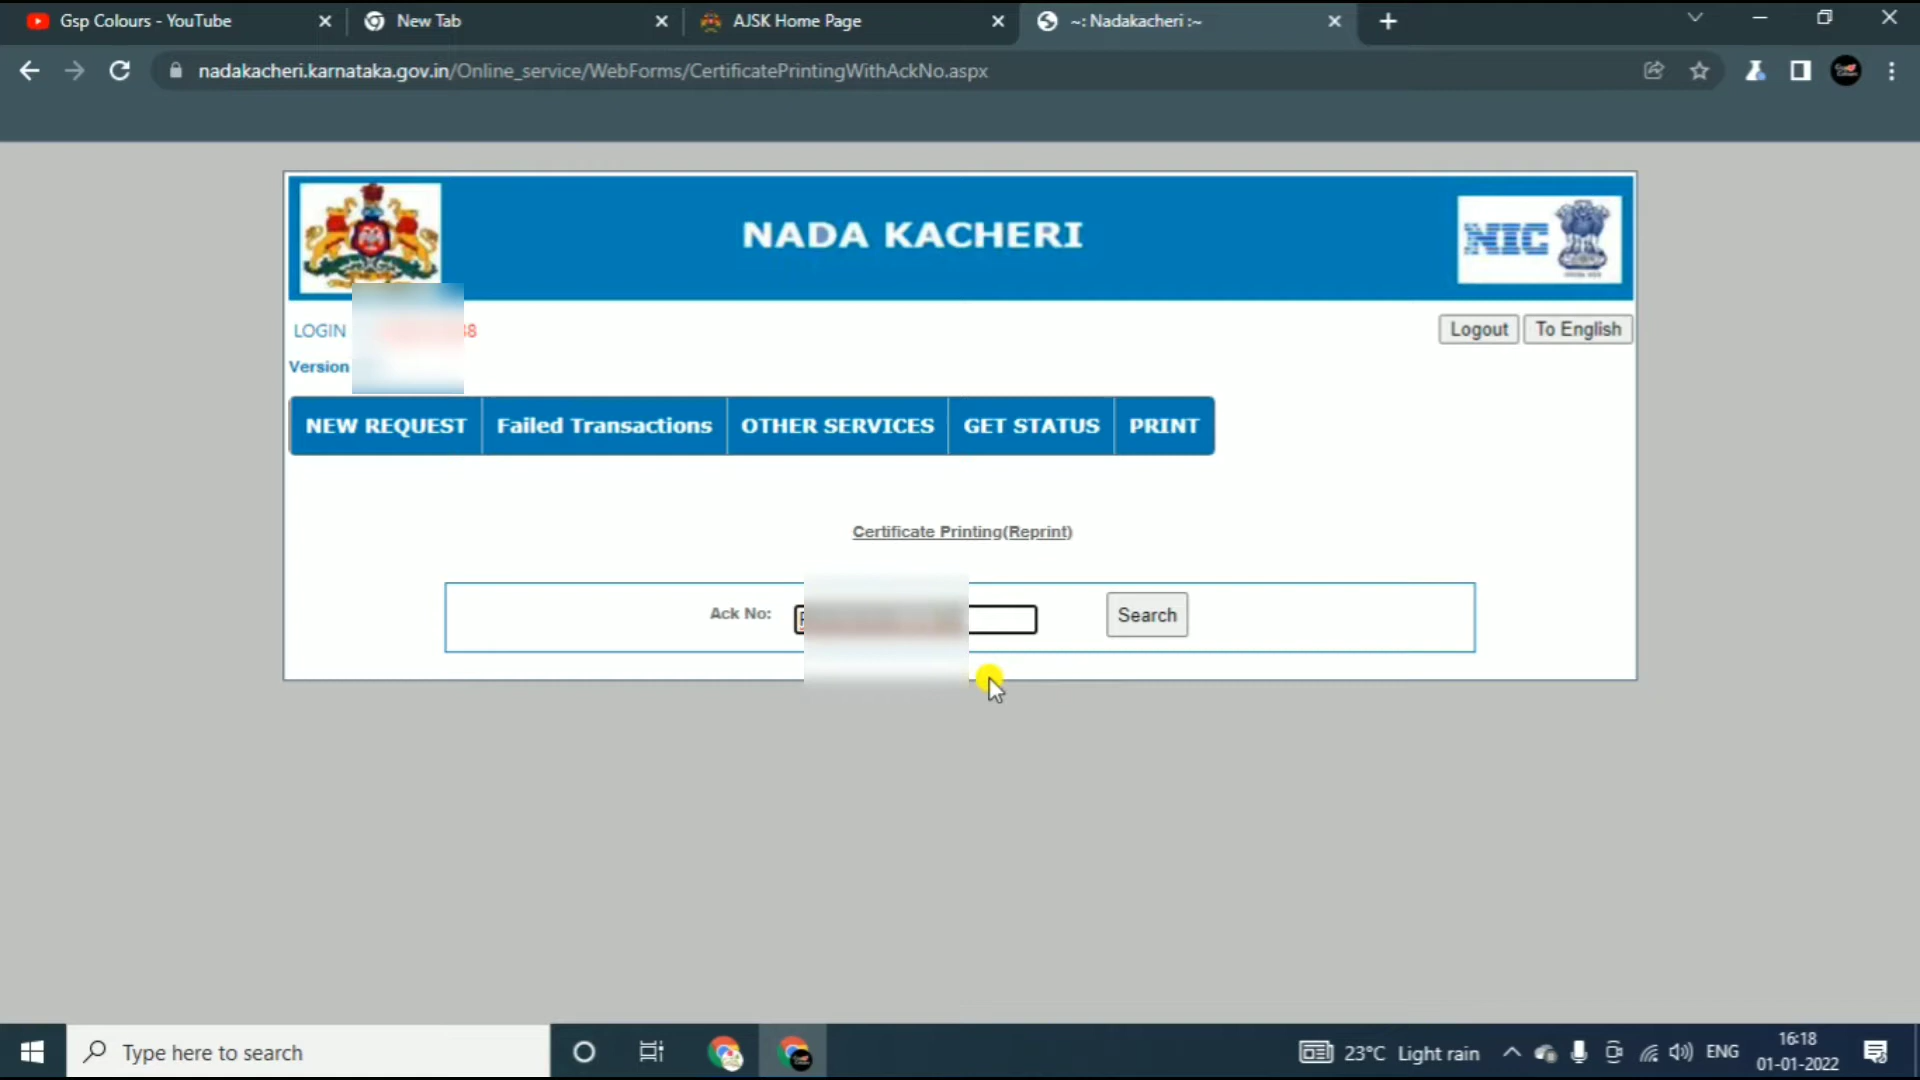 Gsp Colours - YouTube
New Tab
AJSK Home Page
~: Nadakacheri :~
nadakacheri.karnataka.gov.in/Online_service/WebForms/CertificatePrintingWithAckNo.aspx
NADA KACHERI
NIC
LOGIN
Logout
To English
Version
NEW REQUEST
Failed Transactions
OTHER SERVICES
GET STATUS
PRINT
Certificate Printing(Reprint)
Ack No:
Search
Type here to search
23°C Light rain
ENG
16:18
01-01-2022